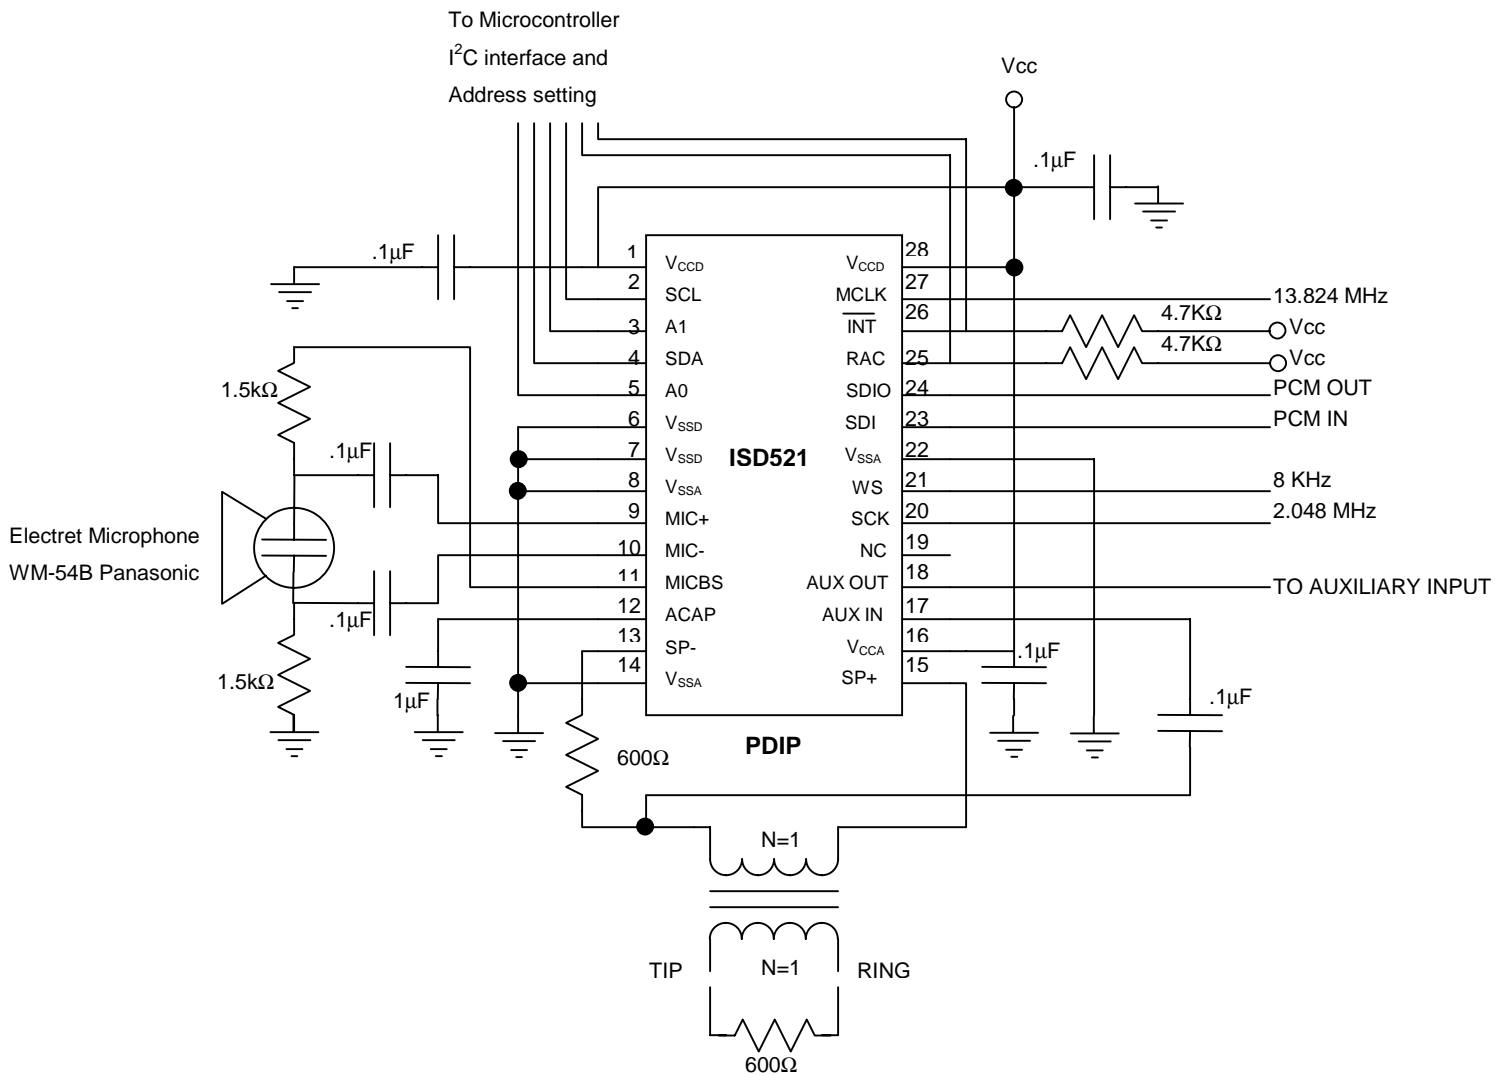 To Microcontroller
I²C interface and
Address setting
Vcc
.1µF
.1µF
1
VCCD
VCCD
28
2
SCL
MCLK
27
13.824 MHz
3
A1
INT
26
4.7KΩ
Vcc
4
SDA
RAC
25
4.7KΩ
Vcc
5
A0
SDIO
24
PCM OUT
6
VSSD
SDI
23
PCM IN
7
VSSD
ISD521
VSSA
22
8
VSSA
WS
21
8 KHz
9
MIC+
SCK
20
2.048 MHz
10
MIC-
NC
19
11
MICBS
AUX OUT
18
TO AUXILIARY INPUT
12
ACAP
AUX IN
17
13
SP-
VCCA
16
14
VSSA
SP+
15
1.5kΩ
.1µF
Electret Microphone
WM-54B Panasonic
.1µF
1.5kΩ
1µF
.1µF
.1µF
PDIP
600Ω
N=1
TIP
N=1
RING
600Ω